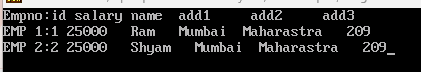 Empno:id salary name add1 add2 add3
EMP 1:1 25000 Ram Mumbai Maharastra 209
EMP 2:2 25000 Shyam Mumbai Maharastra 209_